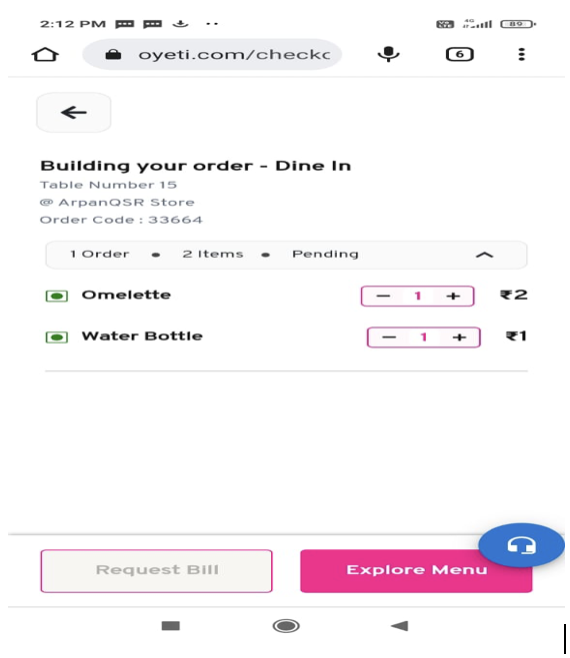 2:12 PM
4G
89
oyeti.com/checkc
6
Building your order - Dine In
Table Number 15
@ ArpanQSR Store
Order Code : 33664
1 Order • 2 Items • Pending
Omelette − 1 + ₹2
Water Bottle − 1 + ₹1
Request Bill Explore Menu